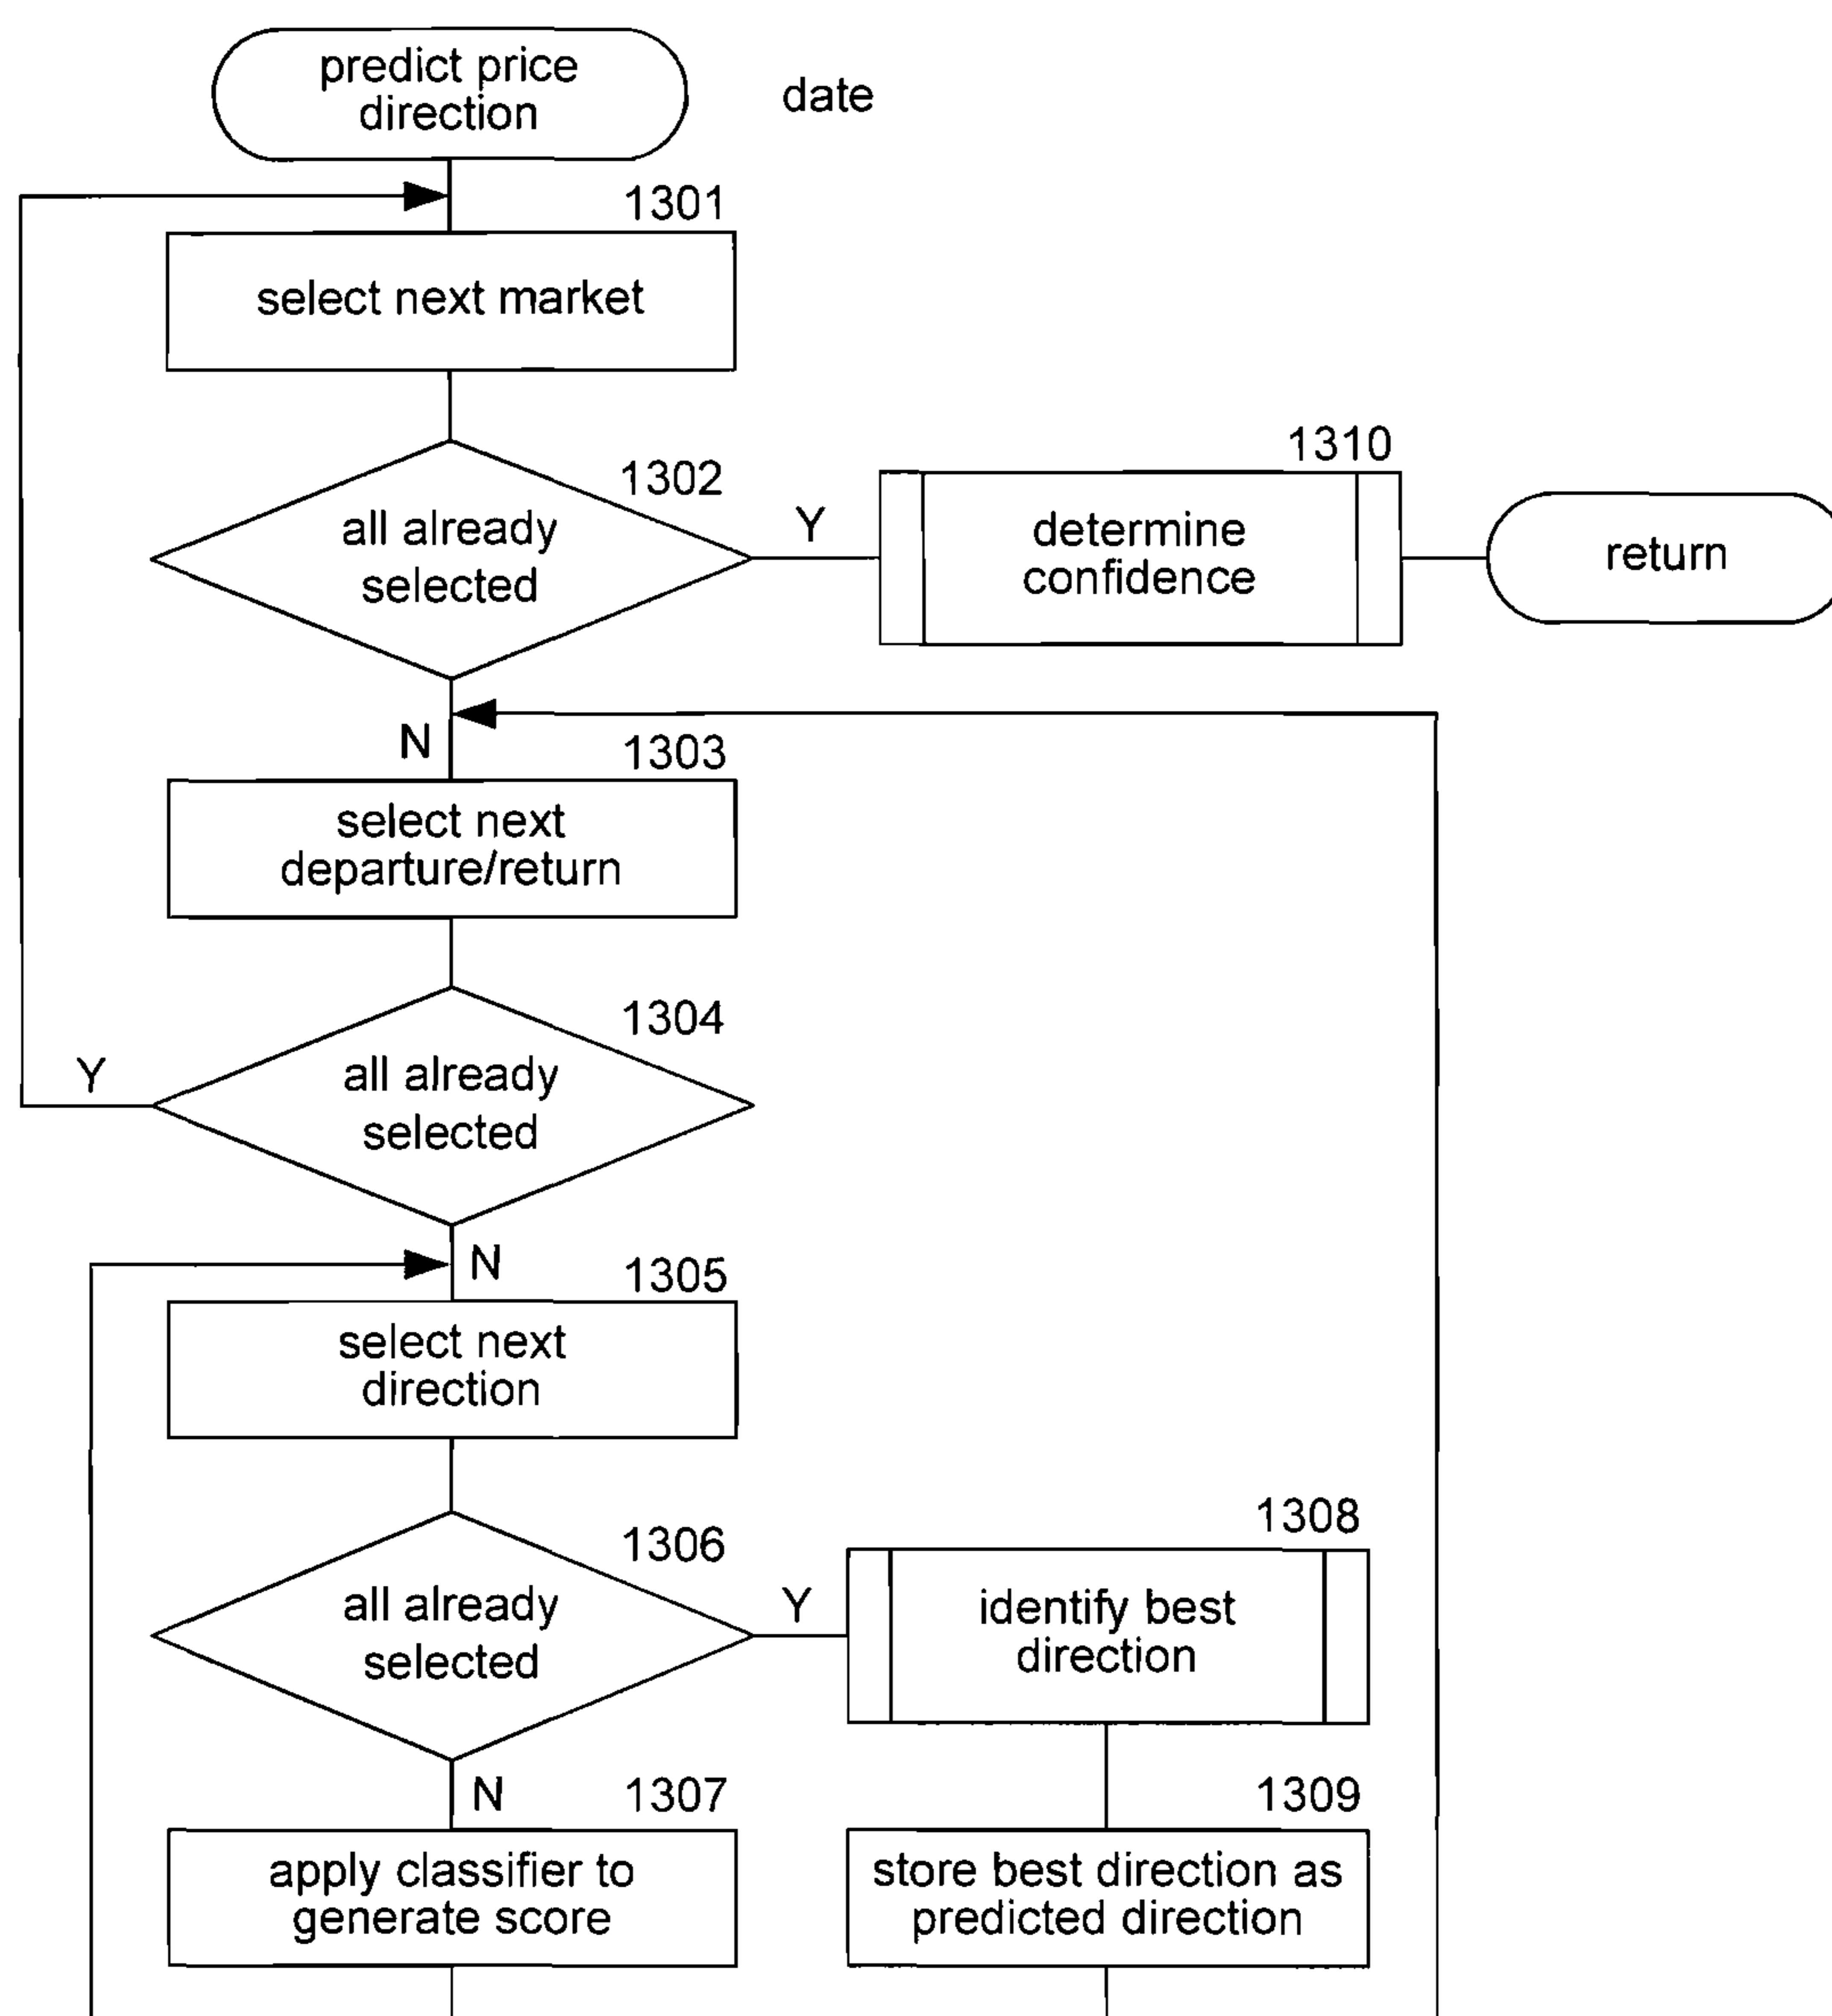 predict price
direction
date
1301
select next market
1302
all already
selected
Y
1310
determine
confidence
return
N
1303
select next
departure/return
1304
all already
selected
Y
N
1305
select next
direction
1306
all already
selected
Y
1308
identify best
direction
N
1307
apply classifier to
generate score
1309
store best direction as
predicted direction